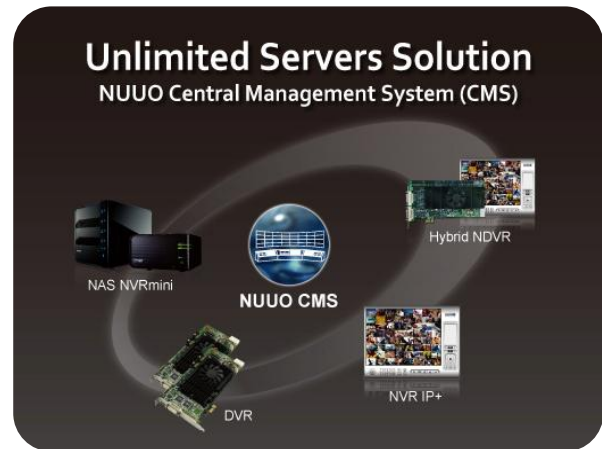 Unlimited Servers Solution
NUUO Central Management System (CMS)
Hybrid NDVR
NAS NVRmini
NUUO CMS
NVR IP+
DVR